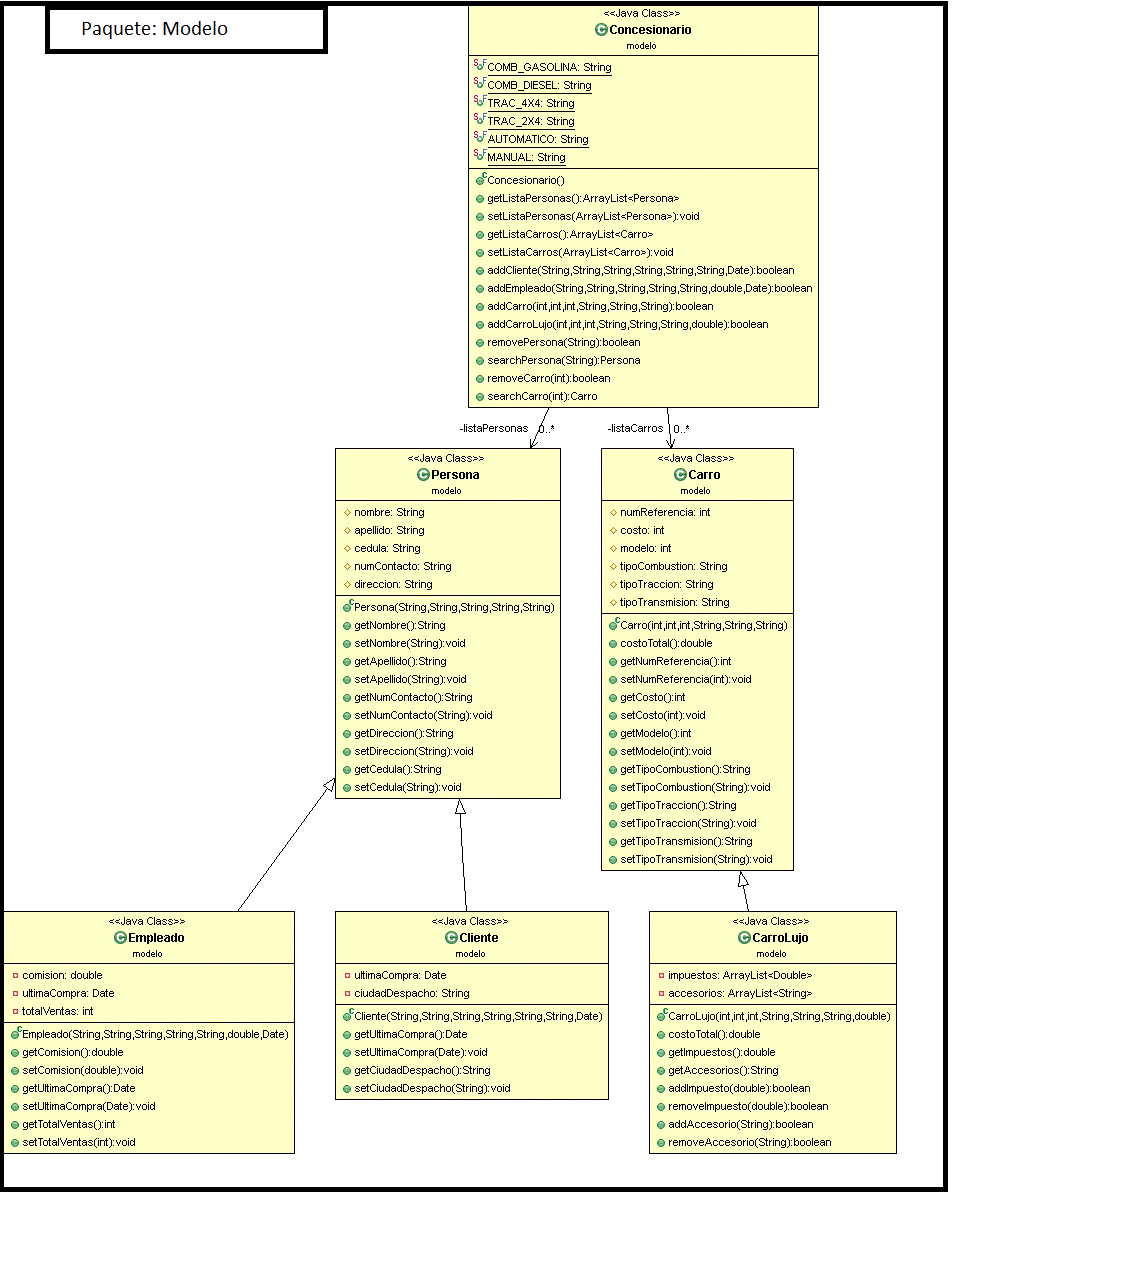 Paquete: Modelo
<<Java Class>>
Concesionario
modelo
COMB_GASOLINA: String
COMB_DIESEL: String
TRAC_4X4: String
TRAC_2X4: String
AUTOMATICO: String
MANUAL: String
Concesionario()
getListaPersonas():ArrayList<Persona>
setListaPersonas(ArrayList<Persona>):void
getListaCarros():ArrayList<Carro>
setListaCarros(ArrayList<Carro>):void
addCliente(String,String,String,String,String,String,Date):boolean
addEmpleado(String,String,String,String,String,double,Date):boolean
addCarro(int,int,int,String,String,String):boolean
addCarroLujo(int,int,int,String,String,String,double):boolean
removePersona(String):boolean
searchPersona(String):Persona
removeCarro(int):boolean
searchCarro(int):Carro
-listaPersonas 0..*
-listaCarros 0..*
<<Java Class>>
Persona
modelo
nombre: String
apellido: String
cedula: String
numContacto: String
direccion: String
Persona(String,String,String,String,String)
getNombre():String
setNombre(String):void
getApellido():String
setApellido(String):void
getNumContacto():String
setNumContacto(String):void
getDireccion():String
setDireccion(String):void
getCedula():String
setCedula(String):void
<<Java Class>>
Carro
modelo
numReferencia: int
costo: int
modelo: int
tipoCombustion: String
tipoTraccion: String
tipoTransmision: String
Carro(int,int,int,String,String,String)
costoTotal():double
getNumReferencia():int
setNumReferencia(int):void
getCosto():int
setCosto(int):void
getModelo():int
setModelo(int):void
getTipoCombustion():String
setTipoCombustion(String):void
getTipoTraccion():String
setTipoTraccion(String):void
getTipoTransmision():String
setTipoTransmision(String):void
<<Java Class>>
Empleado
modelo
comision: double
ultimaCompra: Date
totalVentas: int
Empleado(String,String,String,String,String,double,Date)
getComision():double
setComision(double):void
getUltimaCompra():Date
setUltimaCompra(Date):void
getTotalVentas():int
setTotalVentas(int):void
<<Java Class>>
Cliente
modelo
ultimaCompra: Date
ciudadDespacho: String
Cliente(String,String,String,String,String,String,Date)
getUltimaCompra():Date
setUltimaCompra(Date):void
getCiudadDespacho():String
setCiudadDespacho(String):void
<<Java Class>>
CarroLujo
modelo
impuestos: ArrayList<Double>
accesorios: ArrayList<String>
CarroLujo(int,int,int,String,String,String,double)
costoTotal():double
getImpuestos():double
getAccesorios():String
addImpuesto(double):boolean
removeImpuesto(double):boolean
addAccesorio(String):boolean
removeAccesorio(String):boolean